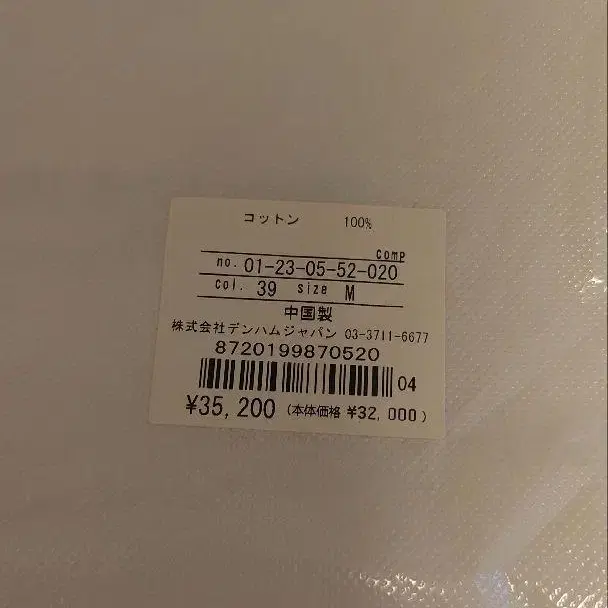 コットン 100%
comp
no. 01-23-05-52-020
col. 39 size M
中国製
株式会社デンハムジャパン 03-3711-6677
8720199870520
04
¥35,200 (本体価格 ¥32,000)